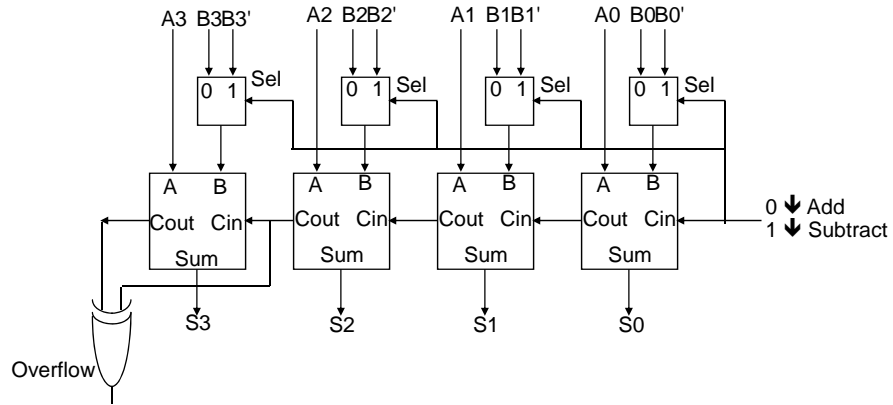 A3 B3B3' A2 B2B2' A1 B1B1' A0 B0B0'
0 1 Sel 0 1 Sel 0 1 Sel 0 1 Sel
A B A B A B A B
Cout Cin Cout Cin Cout Cin Cout Cin
0 🡻 Add
1 🡻 Subtract
Sum Sum Sum Sum
S3 S2 S1 S0
Overflow